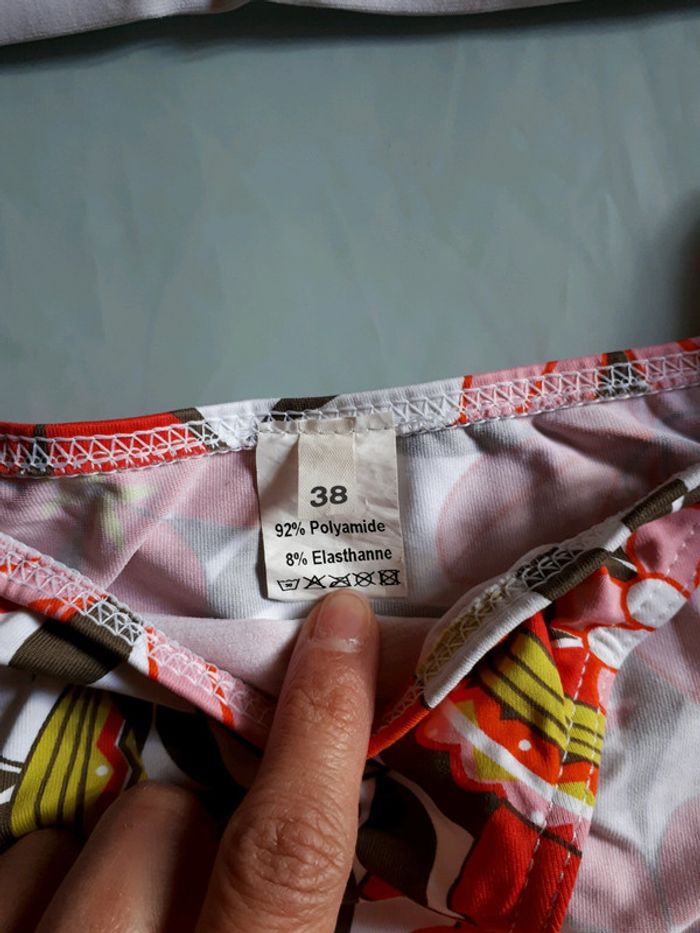 38
92% Polyamide
8% Elasthanne